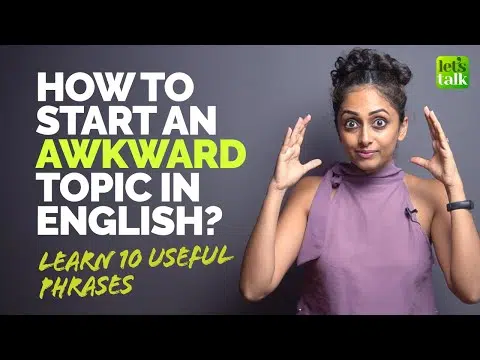 HOW TO
START AN
AWKWARD
TOPIC IN
ENGLISH?
LEARN 10 USEFUL
PHRASES
let's
talk